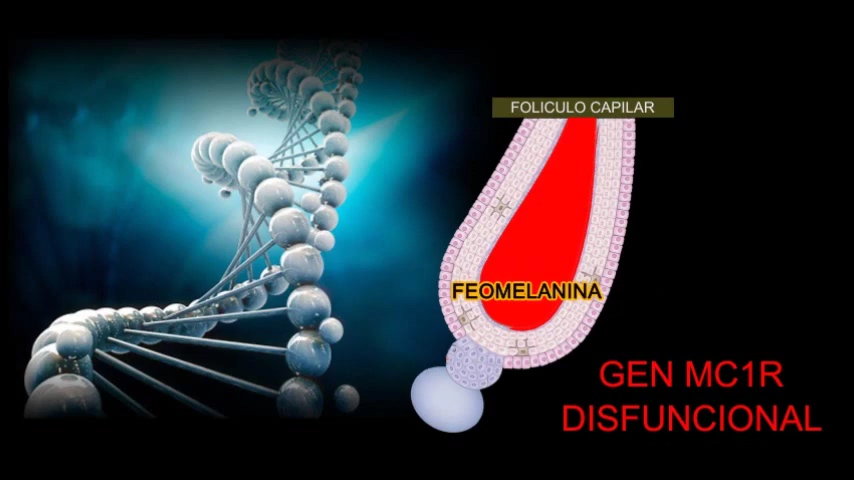 FOLICULO CAPILAR
FEOMELANINA
GEN MC1R
DISFUNCIONAL